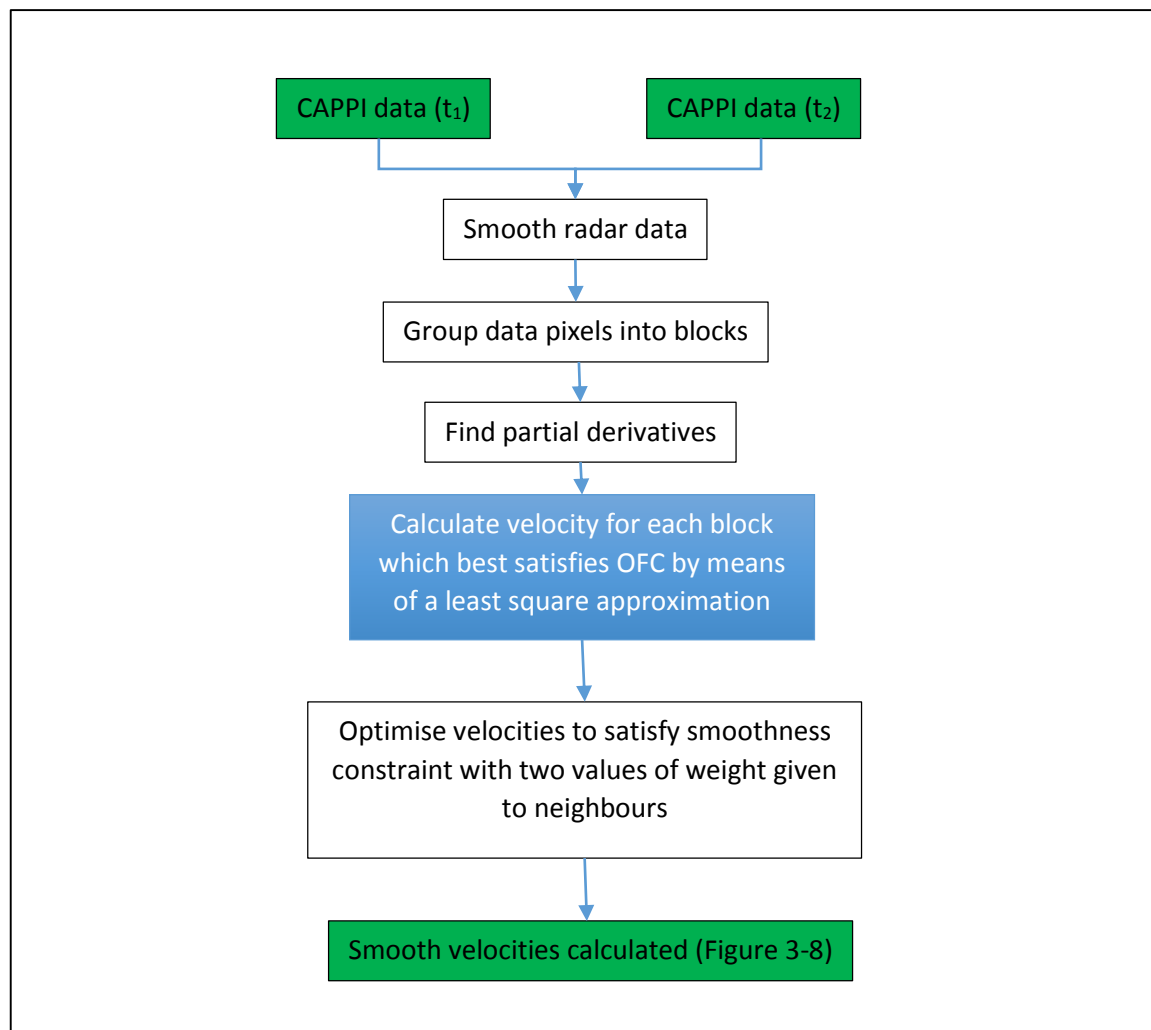 CAPPI data (t₁)
CAPPI data (t₂)
Smooth radar data
Group data pixels into blocks
Find partial derivatives
Calculate velocity for each block
which best satisfies OFC by means
of a least square approximation
Optimise velocities to satisfy smoothness
constraint with two values of weight given
to neighbours
Smooth velocities calculated (Figure 3-8)